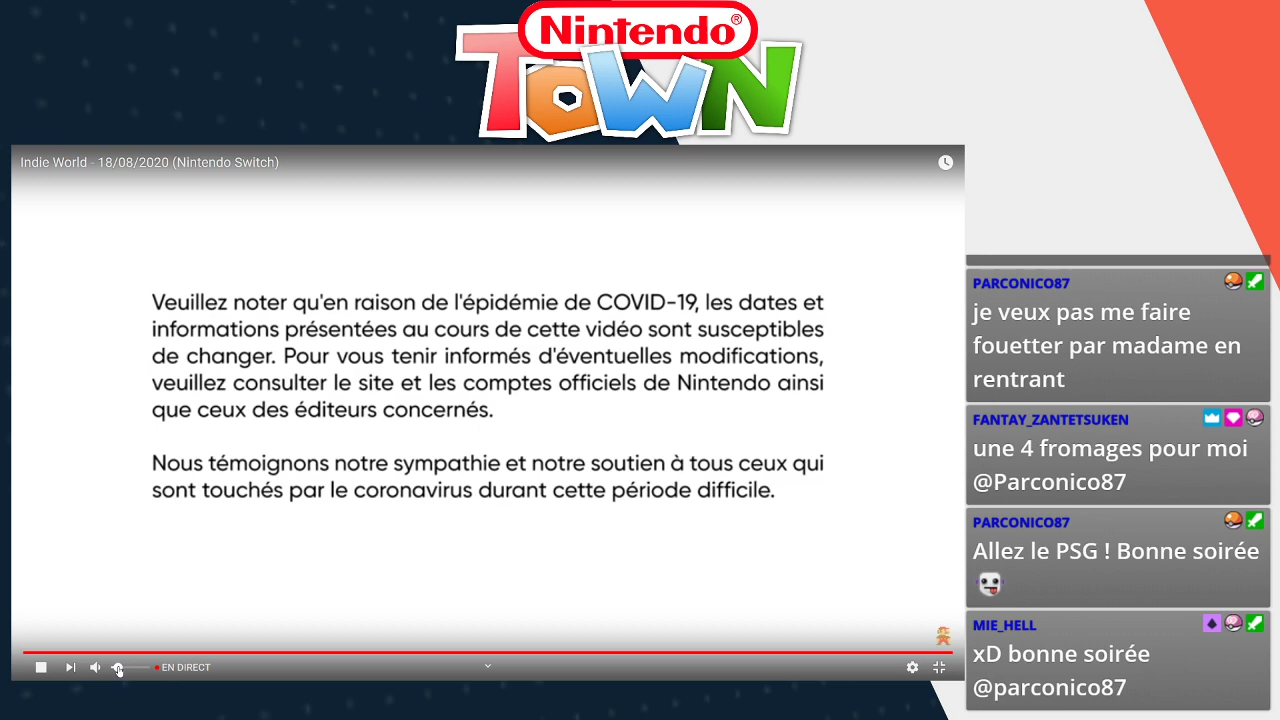 Nintendo®
TOWN
Indie World - 18/08/2020 (Nintendo Switch)
Veuillez noter qu'en raison de l'épidémie de COVID-19, les dates et
informations présentées au cours de cette vidéo sont susceptibles
de changer. Pour vous tenir informés d'éventuelles modifications,
veuillez consulter le site et les comptes officiels de Nintendo ainsi
que ceux des éditeurs concernés.
Nous témoignons notre sympathie et notre soutien à tous ceux qui
sont touchés par le coronavirus durant cette période difficile.
EN DIRECT
PARCONICO87
je veux pas me faire
fouetter par madame en
rentrant
FANTAY_ZANTETSUKEN
une 4 fromages pour moi
@Parconico87
PARCONICO87
Allez le PSG ! Bonne soirée
MIE_HELL
xD bonne soirée
@parconico87